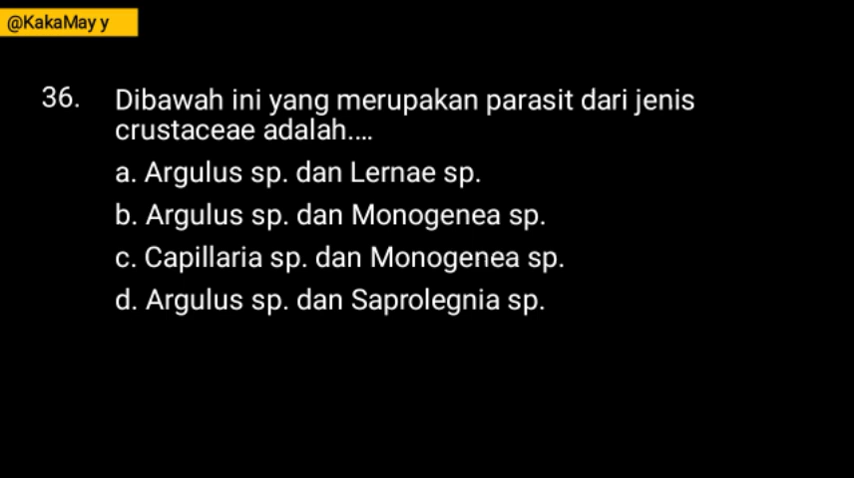 @KakaMay y
36. Dibawah ini yang merupakan parasit dari jenis
crustaceae adalah....
a. Argulus sp. dan Lernae sp.
b. Argulus sp. dan Monogenea sp.
c. Capillaria sp. dan Monogenea sp.
d. Argulus sp. dan Saprolegnia sp.